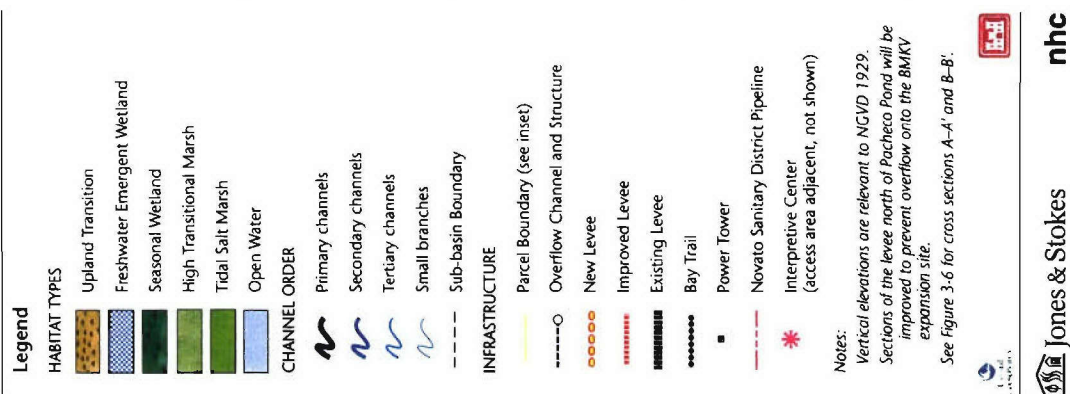 Legend
HABITAT TYPES
Upland Transition
Freshwater Emergent Wetland
Seasonal Wetland
High Transitional Marsh
Tidal Salt Marsh
Open Water
CHANNEL ORDER
Primary channels
Secondary channels
Tertiary channels
Small branches
Sub-basin Boundary
INFRASTRUCTURE
Parcel Boundary (see inset)
Overflow Channel and Structure
New Levee
Improved Levee
Existing Levee
Bay Trail
Power Tower
Novato Sanitary District Pipeline
Interpretive Center
(access area adjacent, not shown)
Notes:
Vertical elevations are relevant to NGVD 1929.
Sections of the levee north of Pacheco Pond will be
improved to prevent overflow onto the BMKV
expansion site.
See Figure 3-6 for cross sections A–A' and B–B'.
Jones & Stokes
nhc